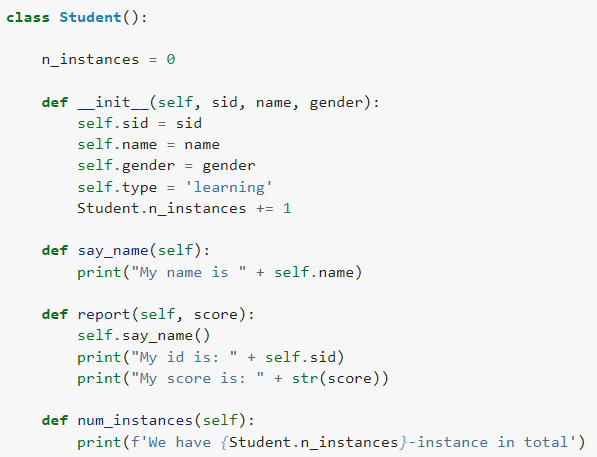 class Student():
n_instances = 0
def __init__(self, sid, name, gender):
self.sid = sid
self.name = name
self.gender = gender
self.type = 'learning'
Student.n_instances += 1
def say_name(self):
print("My name is " + self.name)
def report(self, score):
self.say_name()
print("My id is: " + self.sid)
print("My score is: " + str(score))
def num_instances(self):
print(f'We have {Student.n_instances}-instance in total')